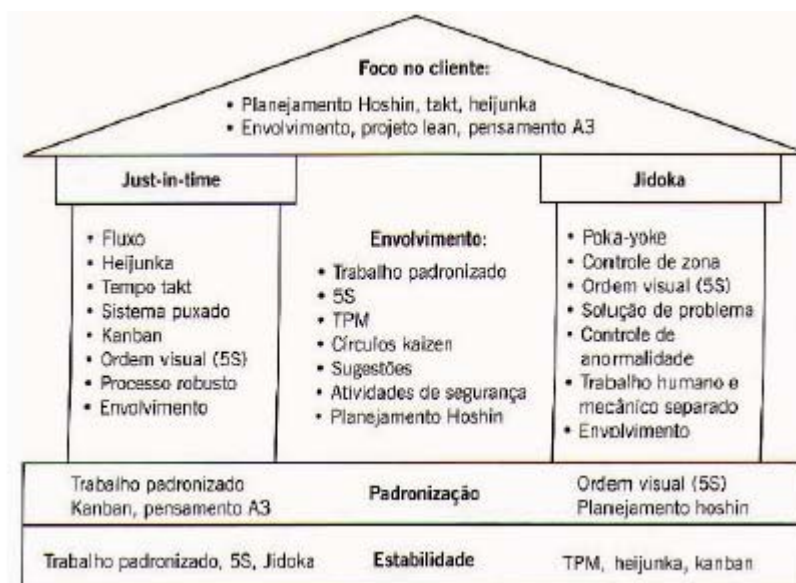 Foco no cliente:
• Planejamento Hoshin, takt, heijunka
• Envolvimento, projeto lean, pensamento A3
Just-in-time
• Fluxo
• Heijunka
• Tempo takt
• Sistema puxado
• Kanban
• Ordem visual (5S)
• Processo robusto
• Envolvimento
Envolvimento:
• Trabalho padronizado
• 5S
• TPM
• Círculos kaizen
• Sugestões
• Atividades de segurança
• Planejamento Hoshin
Jidoka
• Poka-yoke
• Controle de zona
• Ordem visual (5S)
• Solução de problema
• Controle de
anormalidade
• Trabalho humano e
mecânico separado
• Envolvimento
Trabalho padronizado
Kanban, pensamento A3
Padronização
Ordem visual (5S)
Planejamento hoshin
Trabalho padronizado, 5S, Jidoka
Estabilidade
TPM, heijunka, kanban